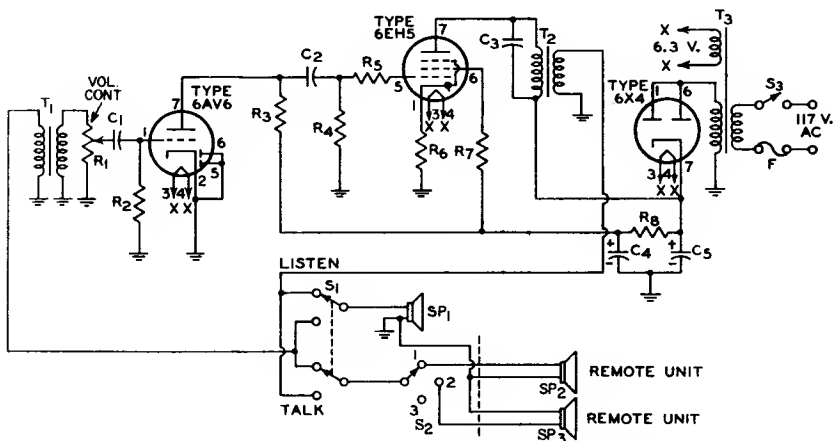 TYPE
6EH5
T3
X
6.3 V.
X
TYPE
6AV6
C2
R5
7
C3
T2
TYPE
6X4
1
6
S3
VOL.
CONT
T1
C1
7
5
6
117 V.
AC
R1
1
6
5
2
R3
R4
1
3
4
X
X
R6
R7
3
4
X
X
7
F
R2
3
4
X
X
R8
LISTEN
+
C4
-
+
C5
-
S1
SP1
1
2
REMOTE UNIT
SP2
TALK
3
S2
REMOTE UNIT
SP3